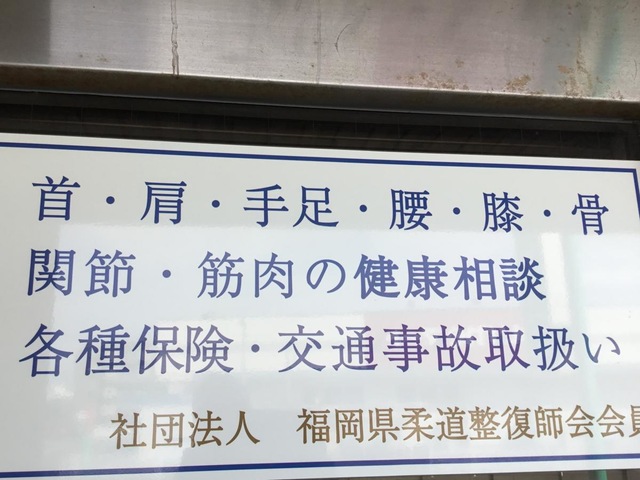 首・肩・手足・腰・膝・骨
関節・筋肉の健康相談
各種保険・交通事故取扱い
社団法人 福岡県柔道整復師会会員